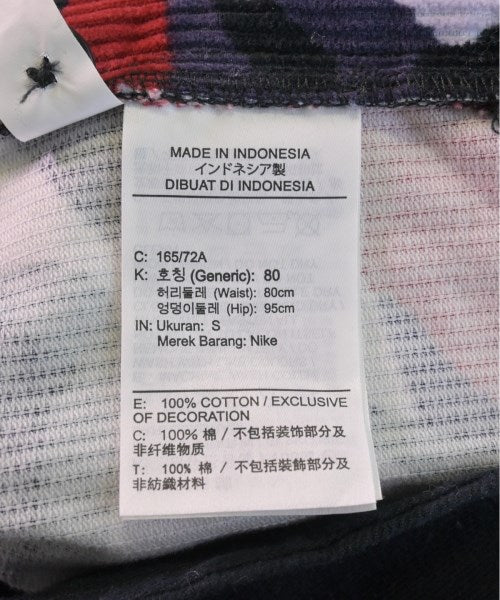 MADE IN INDONESIA
インドネシア製
DIBUAT DI INDONESIA
C: 165/72A
K: 호칭 (Generic): 80
허리둘레 (Waist): 80cm
엉덩이둘레 (Hip): 95cm
IN: Ukuran: S
Merek Barang: Nike
E: 100% COTTON / EXCLUSIVE
OF DECORATION
C: 100% 棉 / 不包括装饰部分及
非纤维物质
T: 100% 棉 / 不包括裝飾部分及
非紡織材料